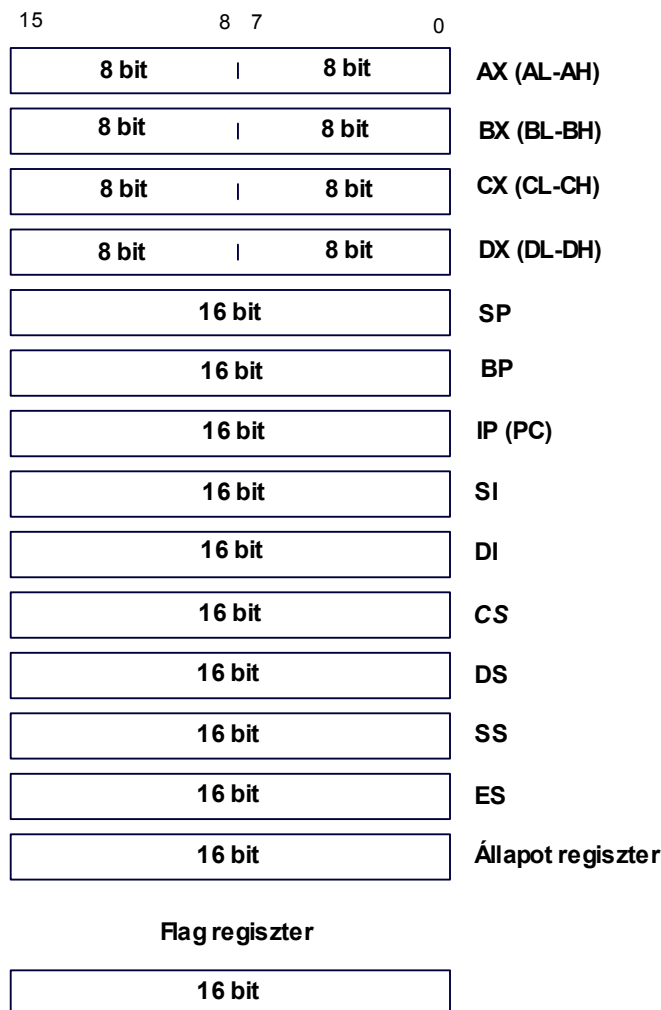 15 8 7 0
8 bit 8 bit AX (AL-AH)
8 bit 8 bit BX (BL-BH)
8 bit 8 bit CX (CL-CH)
8 bit 8 bit DX (DL-DH)
16 bit SP
16 bit BP
16 bit IP (PC)
16 bit SI
16 bit DI
16 bit CS
16 bit DS
16 bit SS
16 bit ES
16 bit Állapot regiszter
Flag regiszter
16 bit